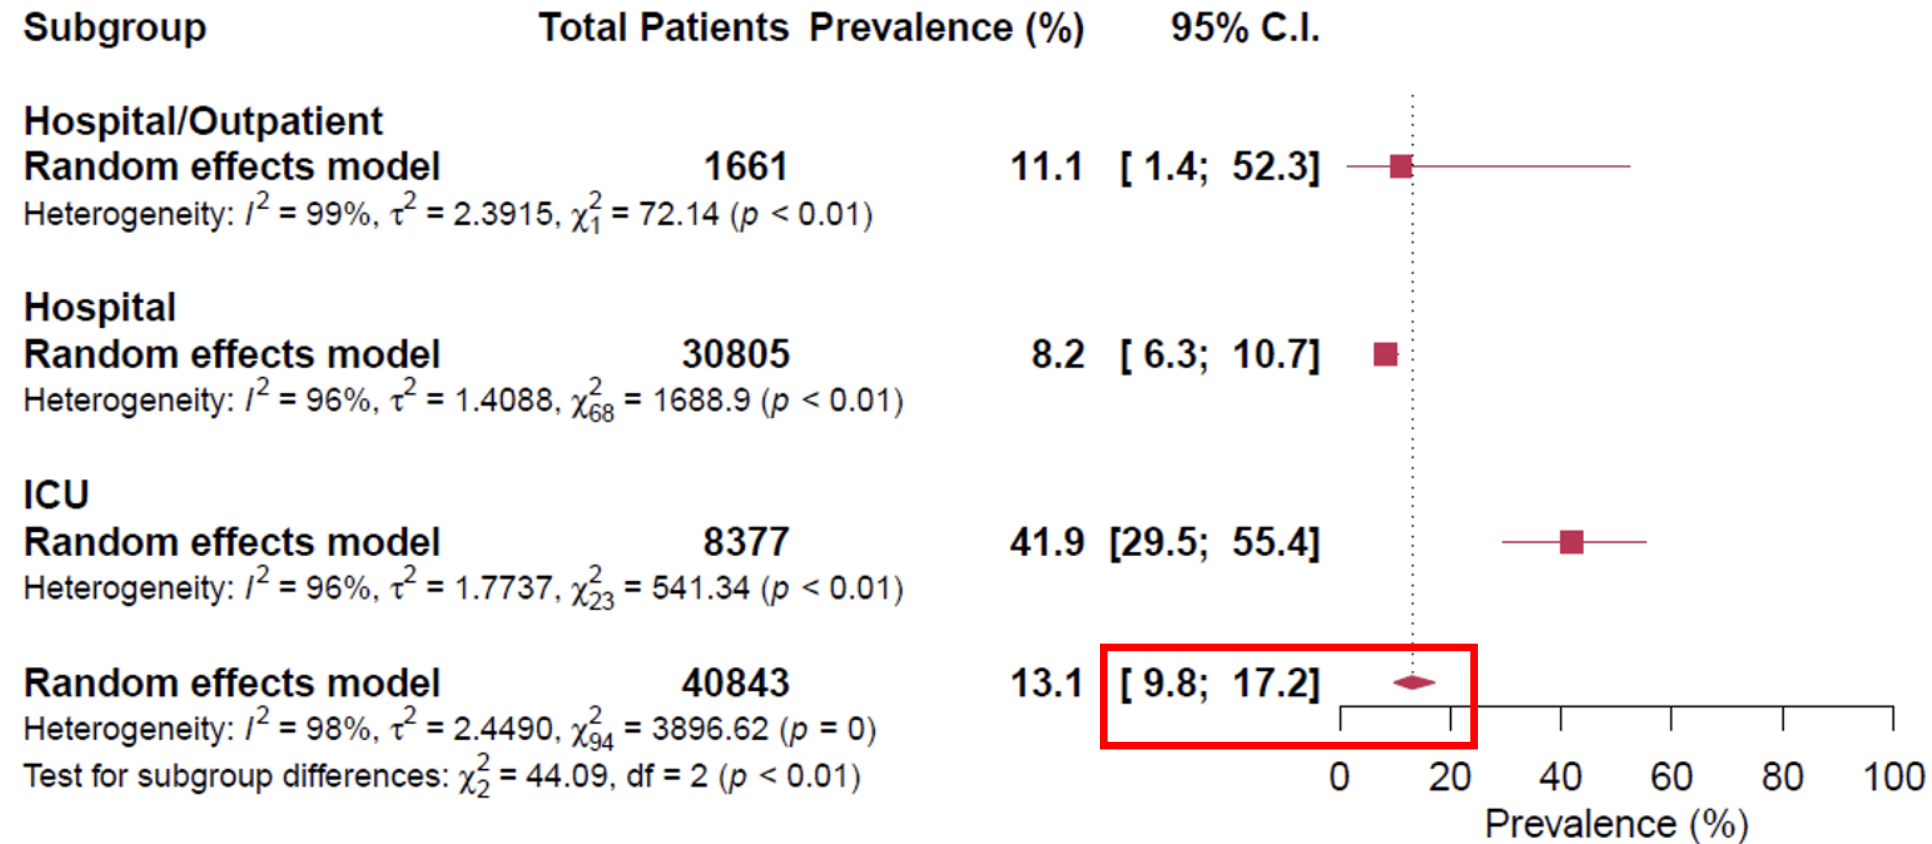 Subgroup Total Patients Prevalence (%) 95% C.I.
Hospital/Outpatient
Random effects model 1661 11.1 [ 1.4; 52.3]
Heterogeneity: I² = 99%, τ² = 2.3915, χ²₁ = 72.14 (p < 0.01)
Hospital
Random effects model 30805 8.2 [ 6.3; 10.7]
Heterogeneity: I² = 96%, τ² = 1.4088, χ²₆₈ = 1688.9 (p < 0.01)
ICU
Random effects model 8377 41.9 [29.5; 55.4]
Heterogeneity: I² = 96%, τ² = 1.7737, χ²₂₃ = 541.34 (p < 0.01)
Random effects model 40843 13.1 [ 9.8; 17.2]
Heterogeneity: I² = 98%, τ² = 2.4490, χ²₉₄ = 3896.62 (p = 0)
Test for subgroup differences: χ²₂ = 44.09, df = 2 (p < 0.01)
0 20 40 60 80 100
Prevalence (%)